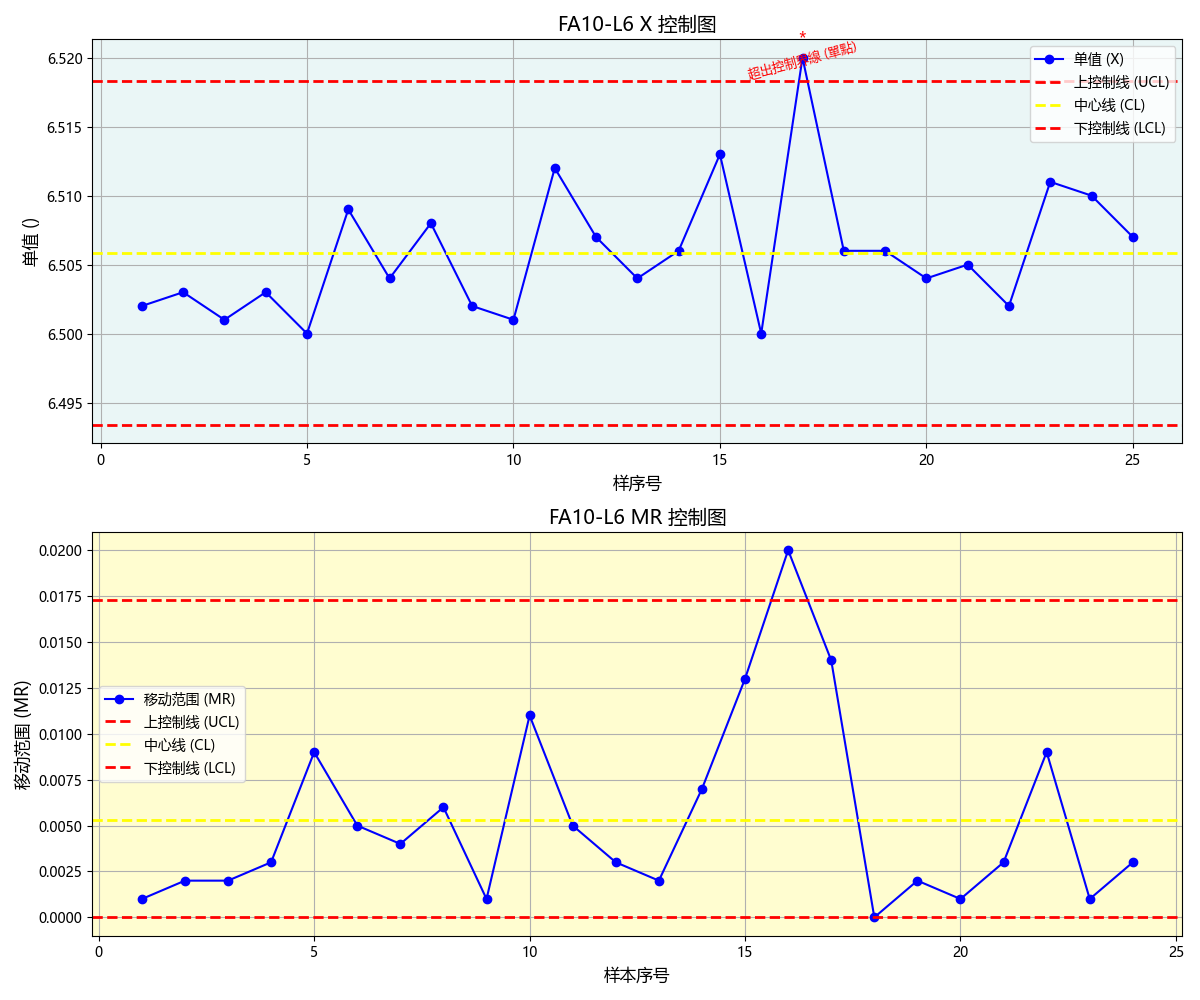 FA10-L6 X 控制图
*
超出控制界線 (單點)
单值 (X)
上控制线 (UCL)
中心线 (CL)
下控制线 (LCL)
单值 ()
6.520
6.515
6.510
6.505
6.500
6.495
0 5 10 15 20 25
样序号
FA10-L6 MR 控制图
移动范围 (MR)
0.0200
0.0175
0.0150
0.0125
0.0100
0.0075
0.0050
0.0025
0.0000
移动范围 (MR)
上控制线 (UCL)
中心线 (CL)
下控制线 (LCL)
0 5 10 15 20 25
样本序号